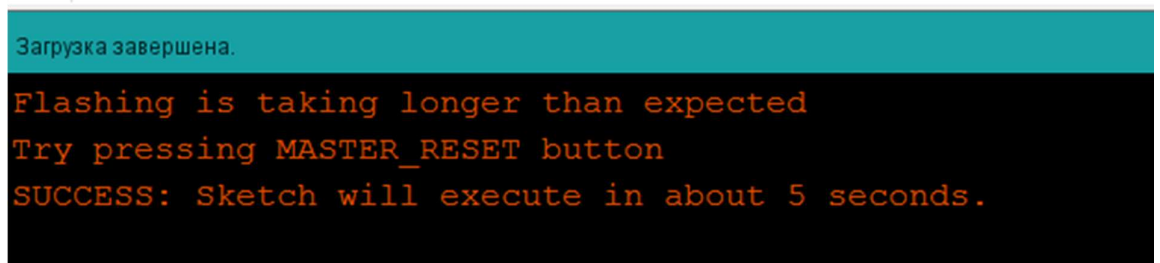 Загрузка завершена.
Flashing is taking longer than expected
Try pressing MASTER_RESET button
SUCCESS: Sketch will execute in about 5 seconds.